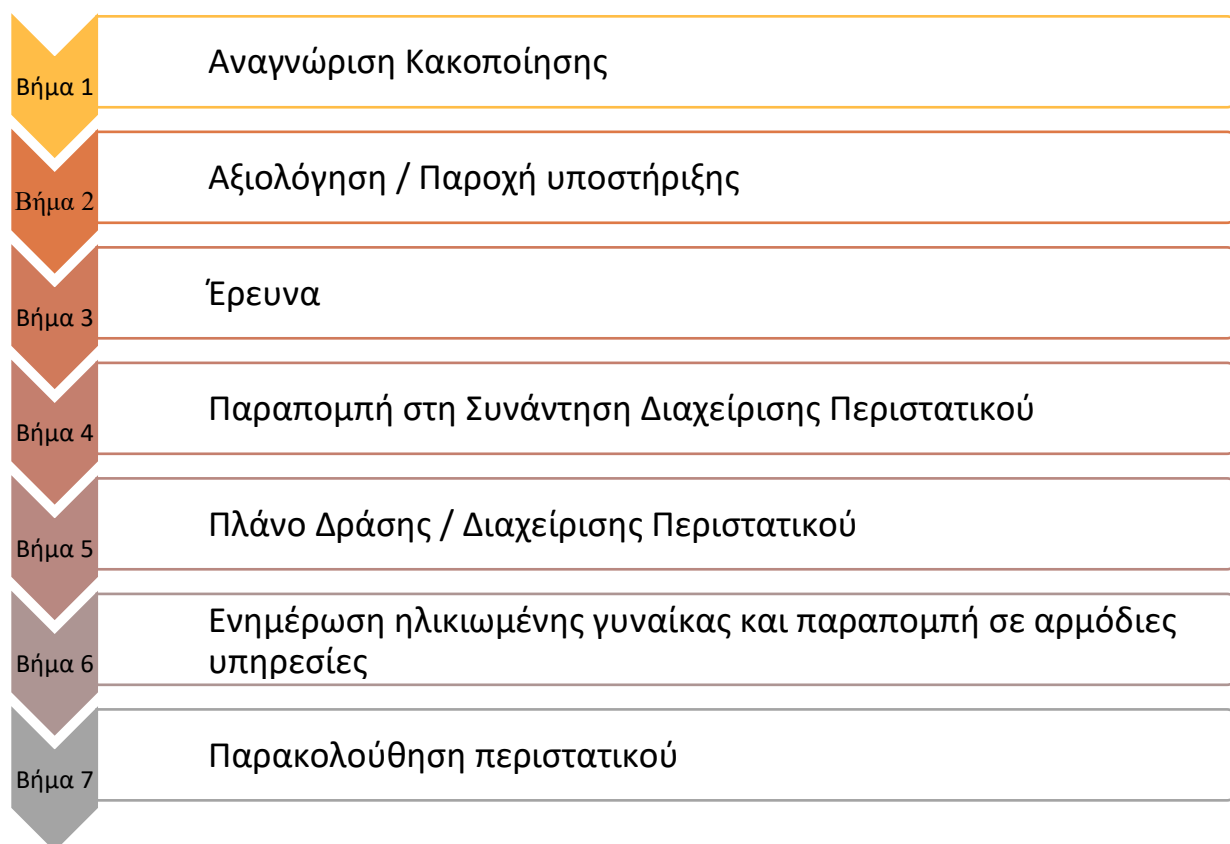 Βήμα 1
Αναγνώριση Κακοποίησης
Βήμα 2
Αξιολόγηση / Παροχή υποστήριξης
Βήμα 3
Έρευνα
Βήμα 4
Παραπομπή στη Συνάντηση Διαχείρισης Περιστατικού
Βήμα 5
Πλάνο Δράσης / Διαχείρισης Περιστατικού
Βήμα 6
Ενημέρωση ηλικιωμένης γυναίκας και παραπομπή σε αρμόδιες
υπηρεσίες
Βήμα 7
Παρακολούθηση περιστατικού